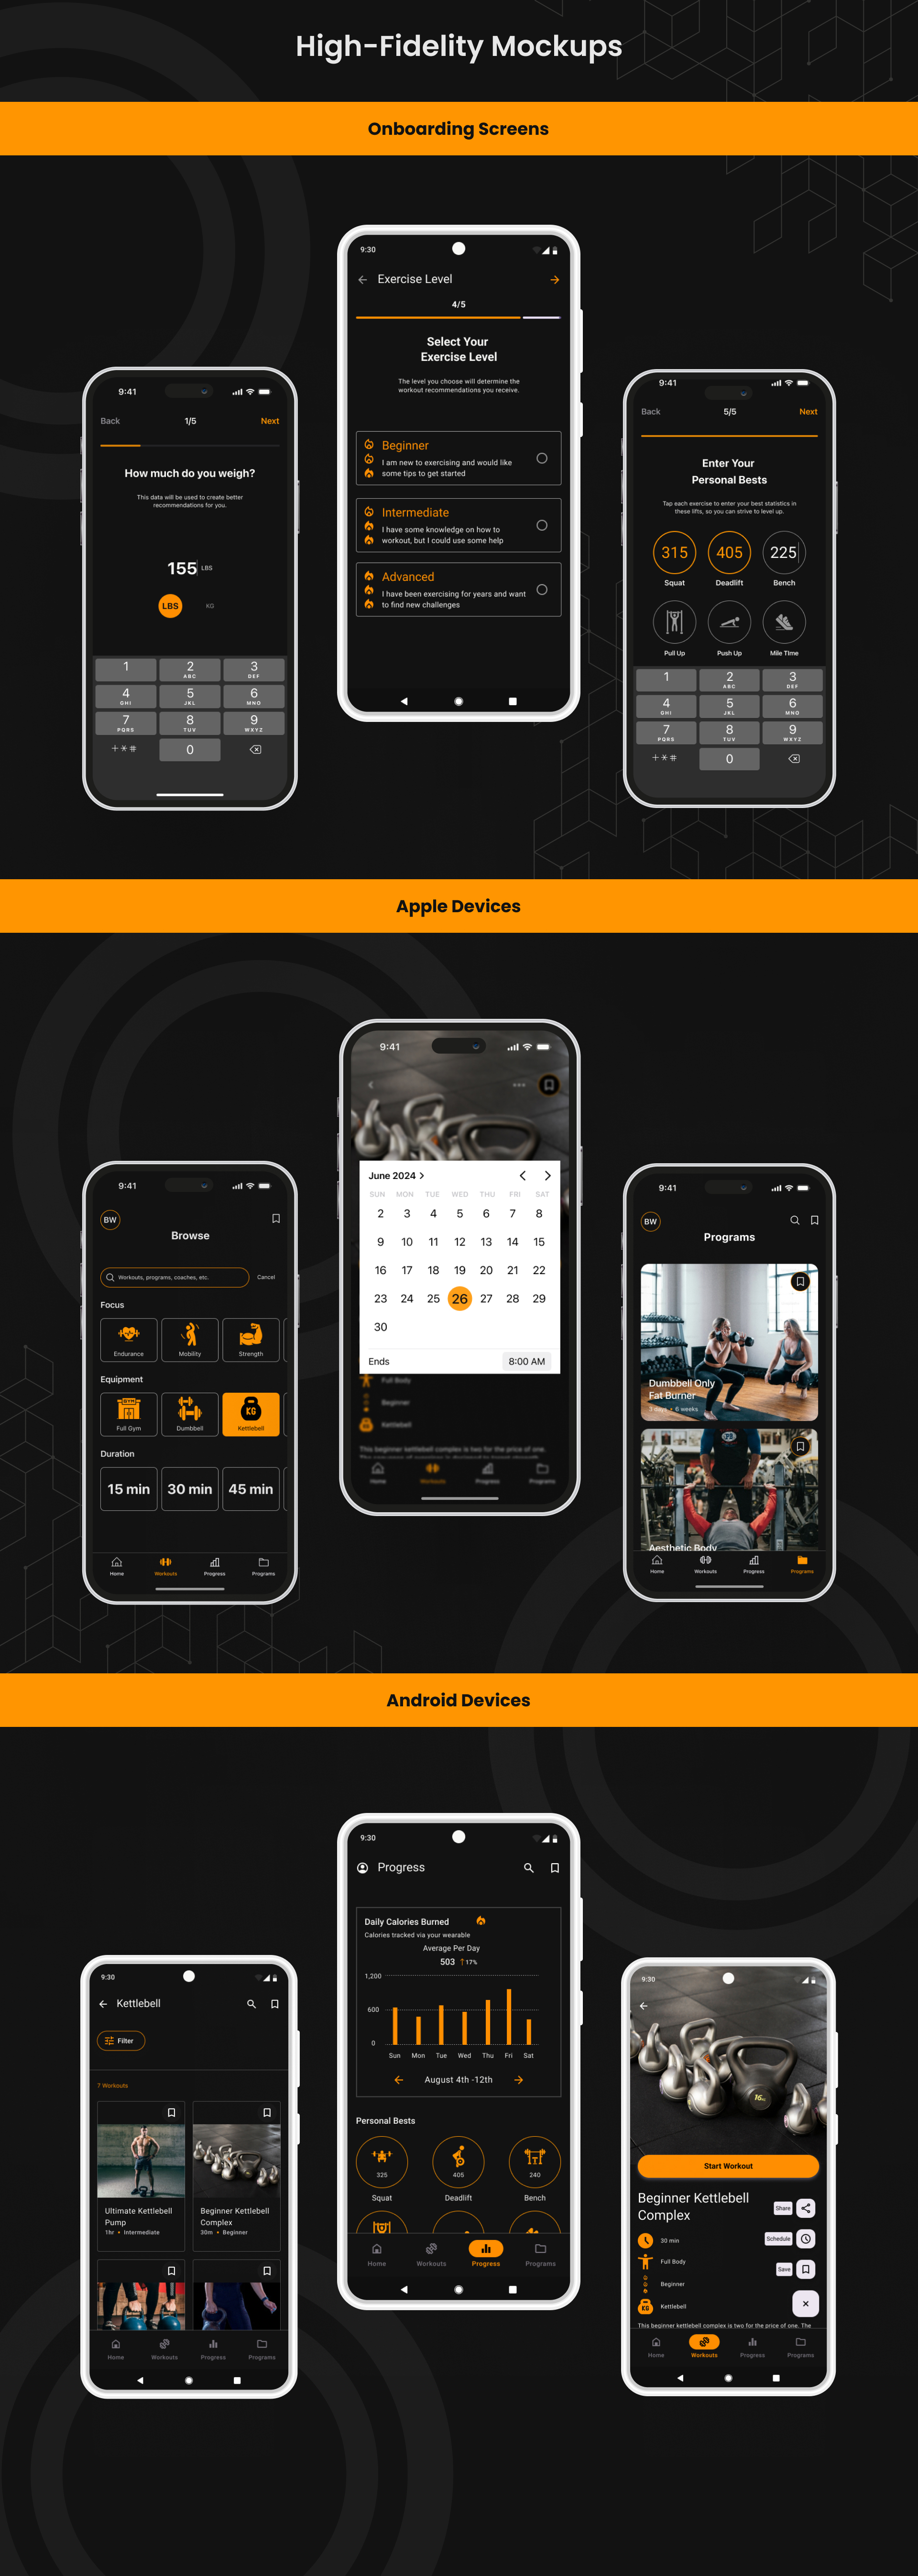 High-Fidelity Mockups
Onboarding Screens
9:41
Back
1/5
Next
How much do you weigh?
This data will be used to create better
recommendations for you.
155 LBS
LBS
KG
1
2
ABC
3
DEF
4
GHI
5
JKL
6
MNO
7
PQRS
8
TUV
9
WXYZ
+*#
0
9:30
Exercise Level
4/5
Select Your
Exercise Level
The level you choose will determine the
workout recommendations you receive.
Beginner
I am new to exercising and would like
some tips to get started
Intermediate
I have some knowledge on how to
workout, but I could use some help
Advanced
I have been exercising for years and want
to find new challenges
9:41
Back
5/5
Next
Enter Your
Personal Bests
Tap each exercise to enter your best statistics in
these lifts, so you can strive to level up.
315
405
225
Squat
Deadlift
Bench
Pull Up
Push Up
Mile Time
1
2
ABC
3
DEF
4
GHI
5
JKL
6
MNO
7
PQRS
8
TUV
9
WXYZ
+*#
0
Apple Devices
9:41
BW
Browse
Workouts, programs, coaches, etc.
Cancel
Focus
Endurance
Mobility
Strength
Equipment
GYM
KG
Full Gym
Dumbbell
Kettlebell
Duration
15 min
30 min
45 min
Home
Workouts
Progress
Programs
9:41
June 2024
SUN MON TUE WED THU FRI SAT
2 3 4 5 6 7 8
9 10 11 12 13 14 15
16 17 18 19 20 21 22
23 24 25 26 27 28 29
30
Ends
8:00 AM
Full Body
Beginner
Kettlebell
This beginner kettlebell complex is two for the price of one.
Home
Workouts
Progress
Programs
9:41
BW
Programs
Dumbbell Only
Fat Burner
3 days • 6 weeks
Aesthetic Body
Home
Workouts
Progress
Programs
Android Devices
9:30
Kettlebell
Filter
7 Workouts
Ultimate Kettlebell
Pump
1hr • Intermediate
Beginner Kettlebell
Complex
30m • Beginner
Home
Workouts
Progress
Programs
9:30
Progress
Daily Calories Burned
Calories tracked via your wearable
Average Per Day
503 ↑17%
1,200
600
0
Sun Mon Tue Wed Thu Fri Sat
August 4th -12th
Personal Bests
325
405
240
Squat
Deadlift
Bench
Home
Workouts
Progress
Programs
9:30
16
Start Workout
Beginner Kettlebell
Complex
Share
30 min
Schedule
Full Body
Save
Beginner
KG
Kettlebell
This beginner kettlebell complex is two for the price of one. The
Home
Workouts
Progress
Programs